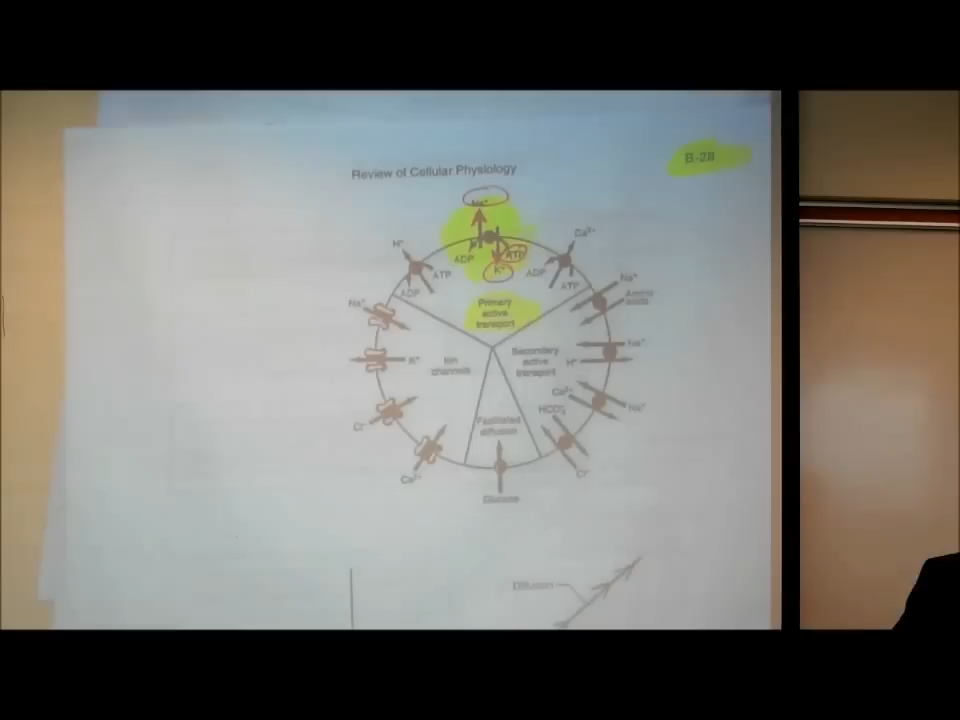 B-28
Review of Cellular Physiology
Na⁺
H⁺
Ca²⁺
ADP
ATP
K⁺
ATP
ADP
ADP
ATP
Na⁺
Amino
acids
Na⁺
Primary
active
transport
Na⁺
H⁺
K⁺
Ion
channels
Secondary
active
transport
Ca²⁺
Na⁺
HCO₃⁻
Cl⁻
Facilitated
diffusion
Cl⁻
Ca²⁺
Glucose
Diffusion